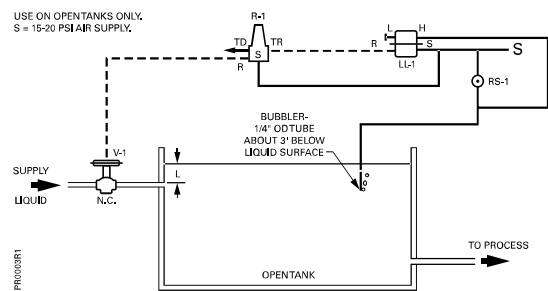 USE ON OPENTANKS ONLY.
S = 15-20 PSI AIR SUPPLY.
R-1
TD
TR
S
R
L
H
R
S
S
LL-1
RS-1
BUBBLER-
1/4" OD TUBE
ABOUT 3' BELOW
LIQUID SURFACE
V-1
L
SUPPLY
LIQUID
N.C.
TO PROCESS
OPENTANK
PR0003R1